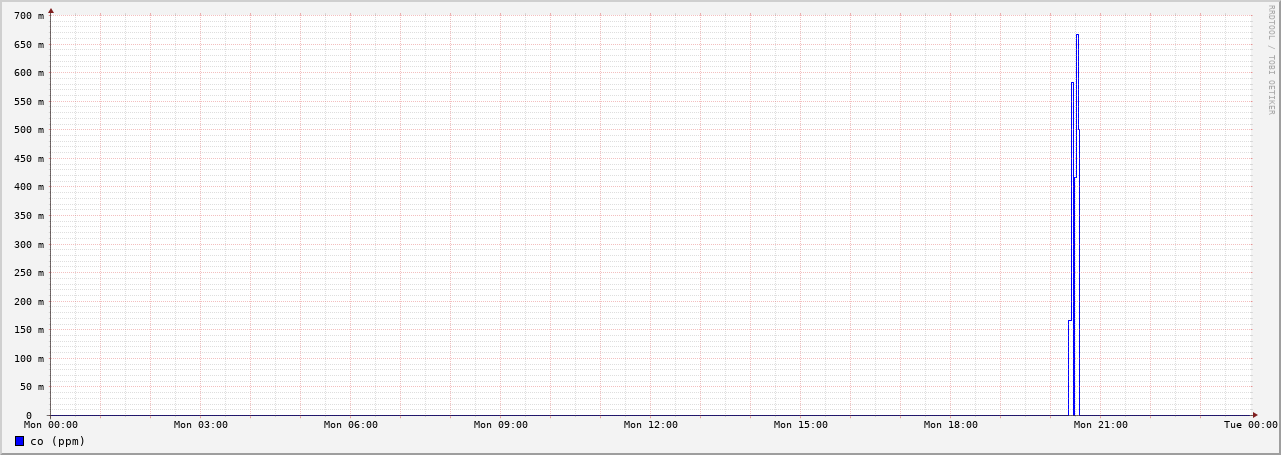 700 m
650 m
600 m
550 m
500 m
450 m
400 m
350 m
300 m
250 m
200 m
150 m
100 m
50 m
0
Mon 00:00 Mon 03:00 Mon 06:00 Mon 09:00 Mon 12:00 Mon 15:00 Mon 18:00 Mon 21:00 Tue 00:00
co (ppm)
RRDTOOL / TOBI OETIKER